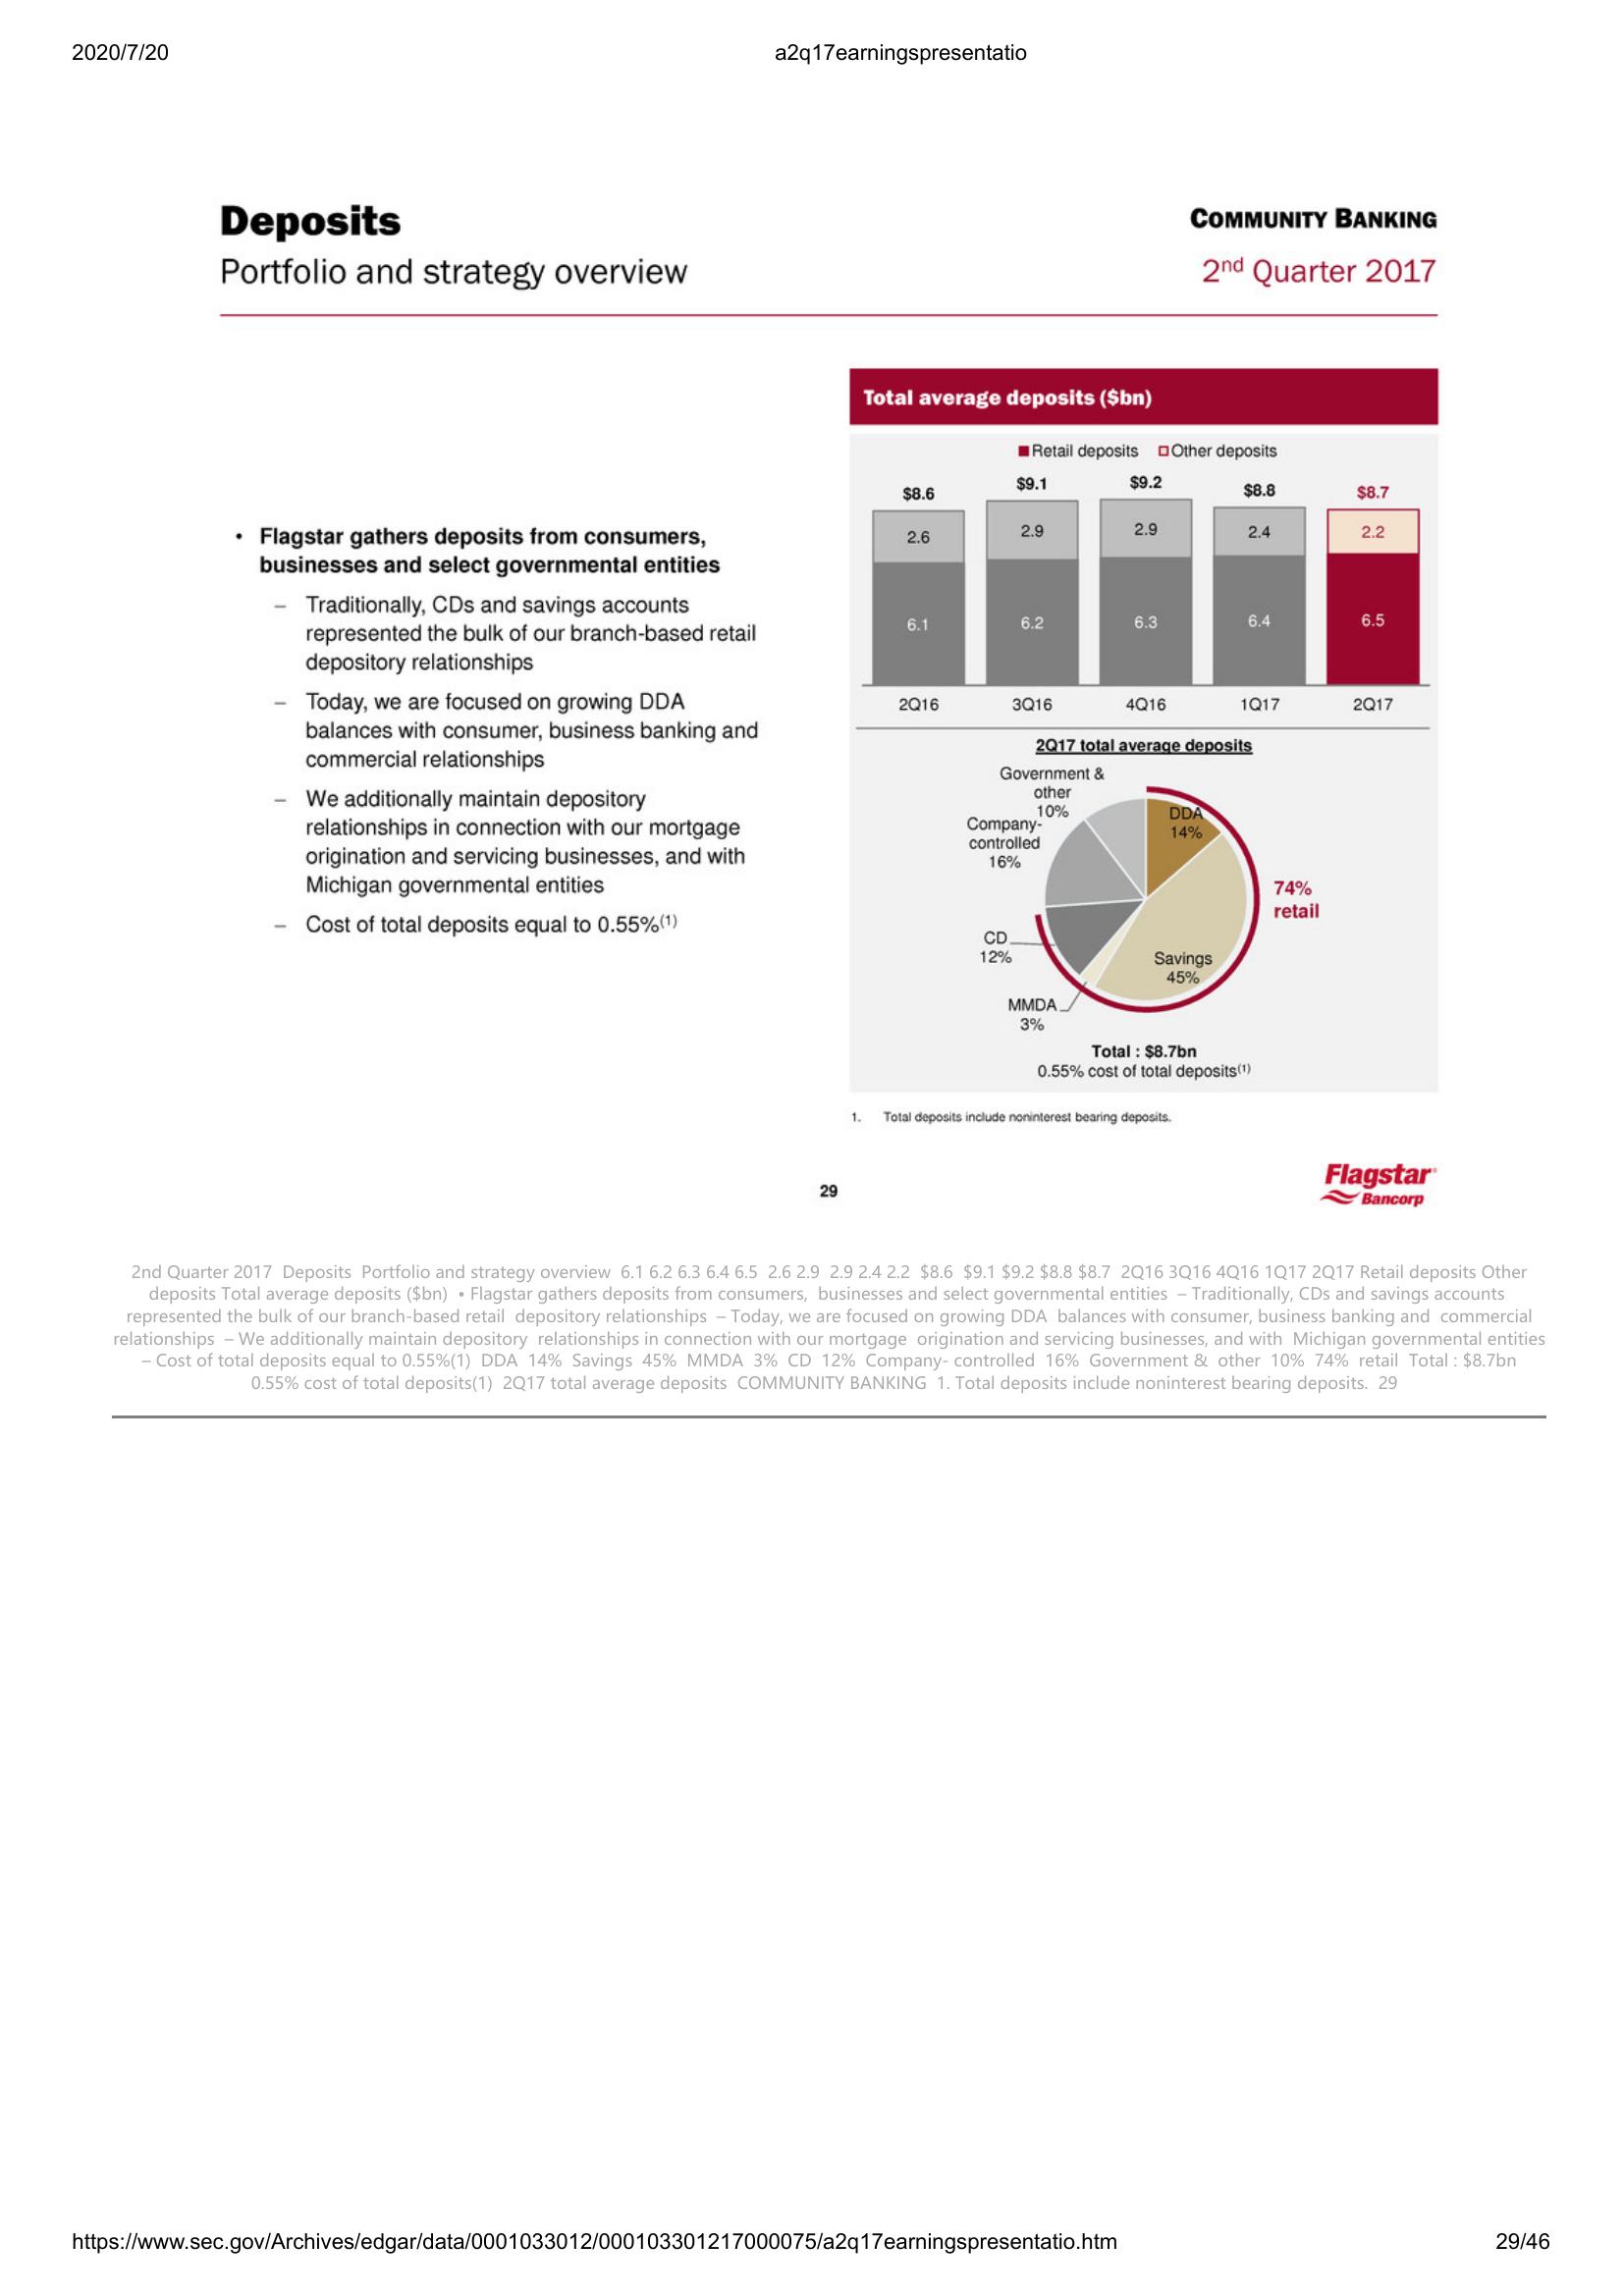 2020/7/20
a2q17earningspresentatio
Deposits
COMMUNITY BANKING
Portfolio and strategy overview
2nd Quarter 2017
• Flagstar gathers deposits from consumers,
businesses and select governmental entities
– Traditionally, CDs and savings accounts
represented the bulk of our branch-based retail
depository relationships
– Today, we are focused on growing DDA
balances with consumer, business banking and
commercial relationships
– We additionally maintain depository
relationships in connection with our mortgage
origination and servicing businesses, and with
Michigan governmental entities
– Cost of total deposits equal to 0.55%(1)
Total average deposits ($bn)
Retail deposits Other deposits
$8.6 $9.1 $9.2 $8.8 $8.7
2.6 2.9 2.9 2.4 2.2
6.1 6.2 6.3 6.4 6.5
2Q16 3Q16 4Q16 1Q17 2Q17
2Q17 total average deposits
Government &
other
10%
DDA
14%
Company-
controlled
16%
74%
retail
CD
12%
Savings
45%
MMDA
3%
Total : $8.7bn
0.55% cost of total deposits(1)
1. Total deposits include noninterest bearing deposits.
29
Flagstar
Bancorp
2nd Quarter 2017 Deposits Portfolio and strategy overview 6.1 6.2 6.3 6.4 6.5 2.6 2.9 2.9 2.4 2.2 $8.6 $9.1 $9.2 $8.8 $8.7 2Q16 3Q16 4Q16 1Q17 2Q17 Retail deposits Other
deposits Total average deposits ($bn) • Flagstar gathers deposits from consumers, businesses and select governmental entities – Traditionally, CDs and savings accounts
represented the bulk of our branch-based retail depository relationships – Today, we are focused on growing DDA balances with consumer, business banking and commercial
relationships – We additionally maintain depository relationships in connection with our mortgage origination and servicing businesses, and with Michigan governmental entities
– Cost of total deposits equal to 0.55%(1) DDA 14% Savings 45% MMDA 3% CD 12% Company- controlled 16% Government & other 10% 74% retail Total : $8.7bn
0.55% cost of total deposits(1) 2Q17 total average deposits COMMUNITY BANKING 1. Total deposits include noninterest bearing deposits. 29
https://www.sec.gov/Archives/edgar/data/0001033012/000103301217000075/a2q17earningspresentatio.htm
29/46